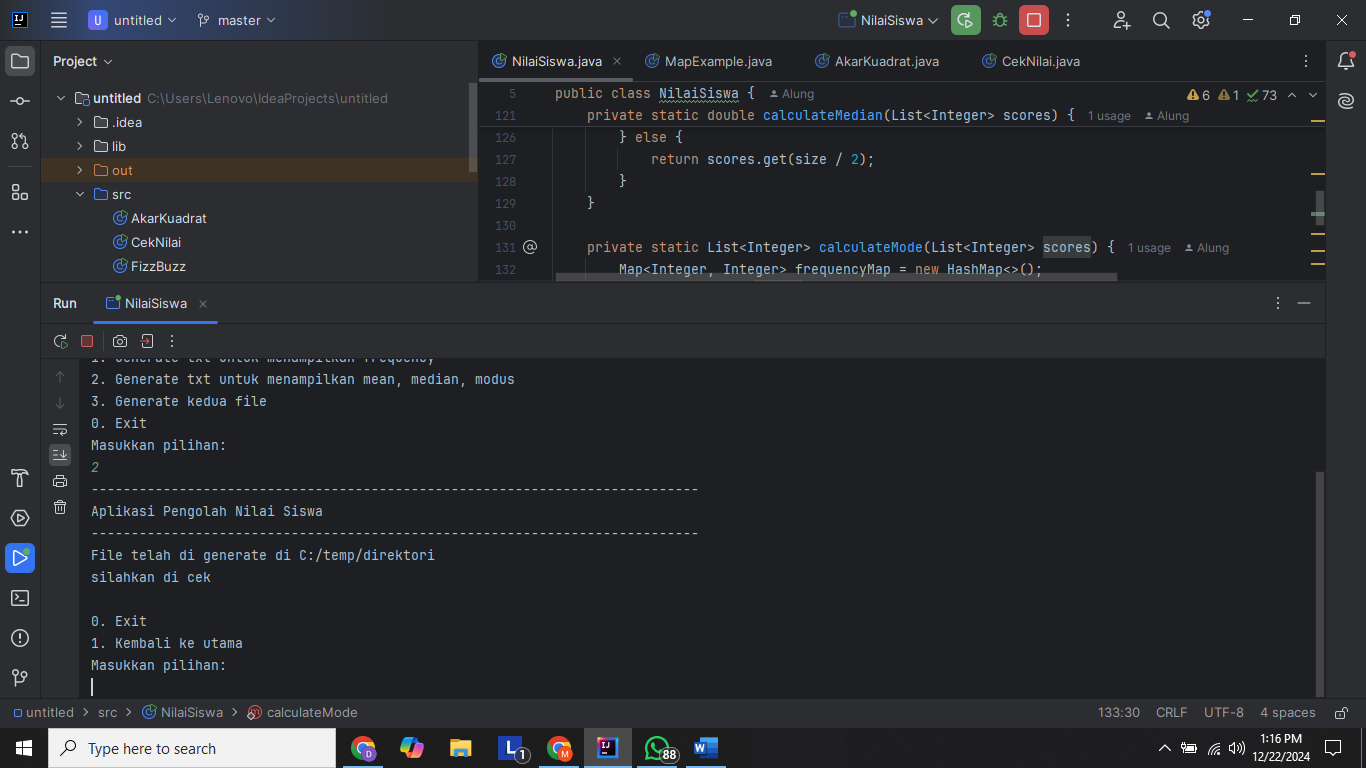 untitled
master
NilaiSiswa
Project
untitled C:\Users\Lenovo\IdeaProjects\untitled
.idea
lib
out
src
AkarKuadrat
CekNilai
FizzBuzz
NilaiSiswa.java
MapExample.java
AkarKuadrat.java
CekNilai.java
5 public class NilaiSiswa { Alung
6 1 73
121 private static double calculateMedian(List<Integer> scores) { 1 usage Alung
126 } else {
127 return scores.get(size / 2);
128 }
129 }
130
131 private static List<Integer> calculateMode(List<Integer> scores) { 1 usage Alung
132 Map<Integer, Integer> frequencyMap = new HashMap<>();
Run NilaiSiswa
1. Generate txt untuk menampilkan frequency
2. Generate txt untuk menampilkan mean, median, modus
3. Generate kedua file
0. Exit
Masukkan pilihan:
2
----------------------------------------------------------------------------
Aplikasi Pengolah Nilai Siswa
----------------------------------------------------------------------------
File telah di generate di C:/temp/direktori
silahkan di cek
0. Exit
1. Kembali ke utama
Masukkan pilihan:
untitled > src > NilaiSiswa > calculateMode
133:30 CRLF UTF-8 4 spaces
Type here to search
88
1:16 PM
12/22/2024